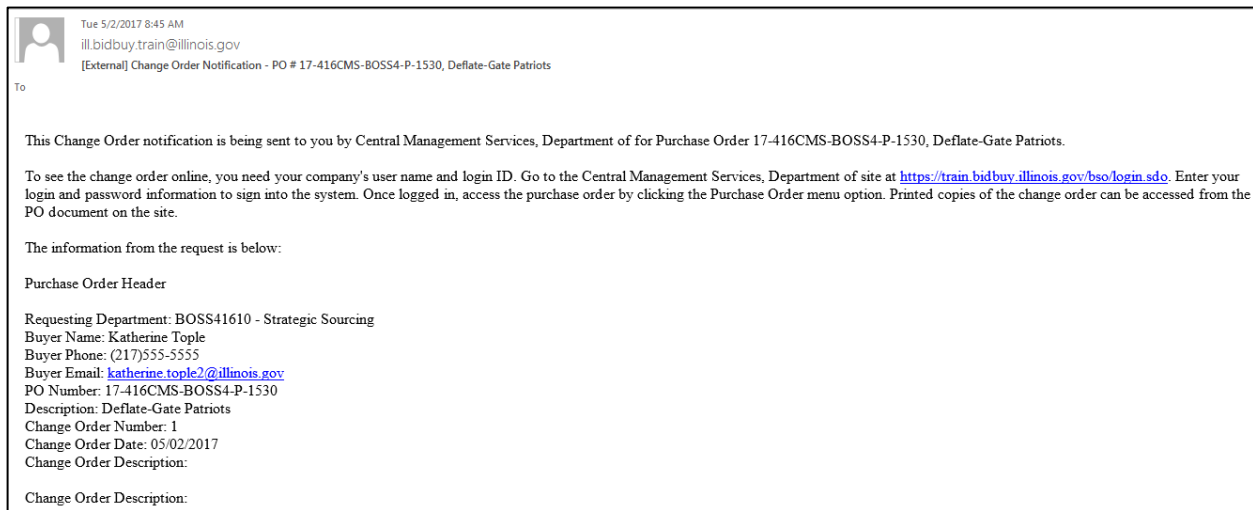 Tue 5/2/2017 8:45 AM
ill.bidbuy.train@illinois.gov
[External] Change Order Notification - PO # 17-416CMS-BOSS4-P-1530, Deflate-Gate Patriots
To
This Change Order notification is being sent to you by Central Management Services, Department of for Purchase Order 17-416CMS-BOSS4-P-1530, Deflate-Gate Patriots.
To see the change order online, you need your company's user name and login ID. Go to the Central Management Services, Department of site at https://train.bidbuy.illinois.gov/bso/login.sdo. Enter your
login and password information to sign into the system. Once logged in, access the purchase order by clicking the Purchase Order menu option. Printed copies of the change order can be accessed from the
PO document on the site.
The information from the request is below:
Purchase Order Header
Requesting Department: BOSS41610 - Strategic Sourcing
Buyer Name: Katherine Tople
Buyer Phone: (217)555-5555
Buyer Email: katherine.tople2@illinois.gov
PO Number: 17-416CMS-BOSS4-P-1530
Description: Deflate-Gate Patriots
Change Order Number: 1
Change Order Date: 05/02/2017
Change Order Description:
Change Order Description: